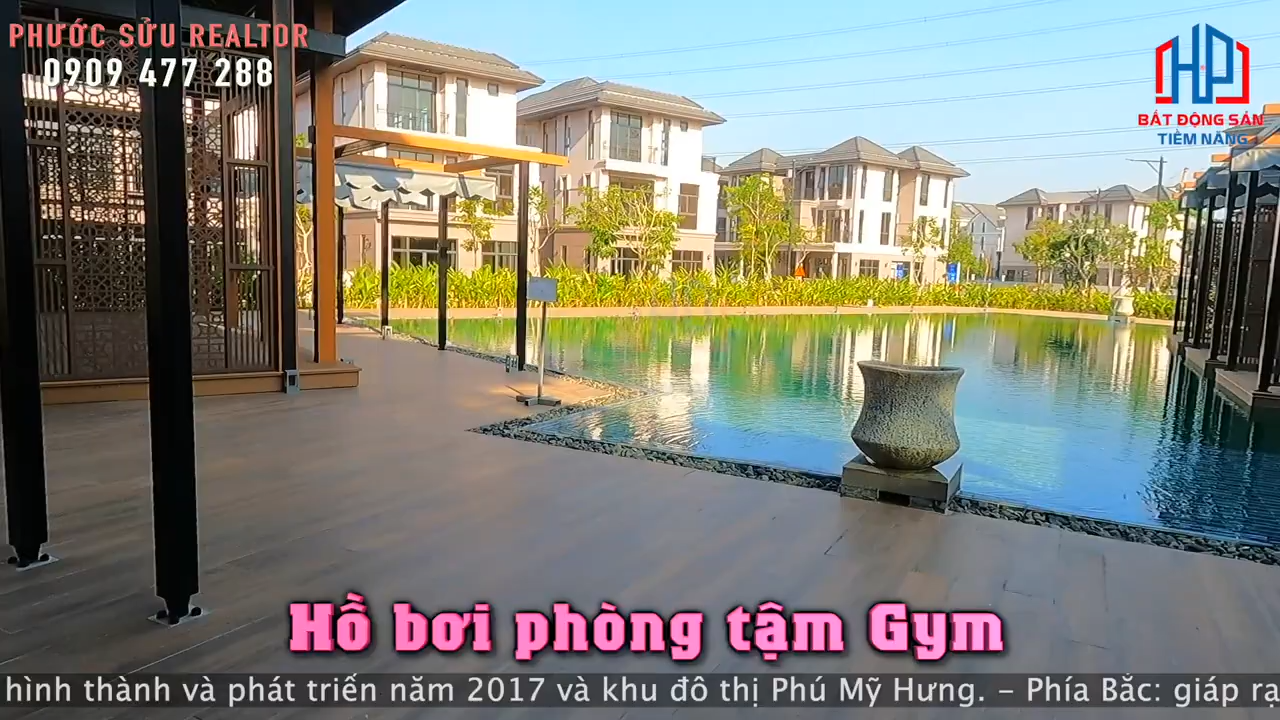 PHƯỚC SỬU REALTOR
0909 477 288
HP
BẤT ĐỘNG SẢN
TIỀM NĂNG
Hồ bơi phòng tậm Gym
hình thành và phát triển năm 2017 và khu đô thị Phú Mỹ Hưng. – Phía Bắc: giáp rạ